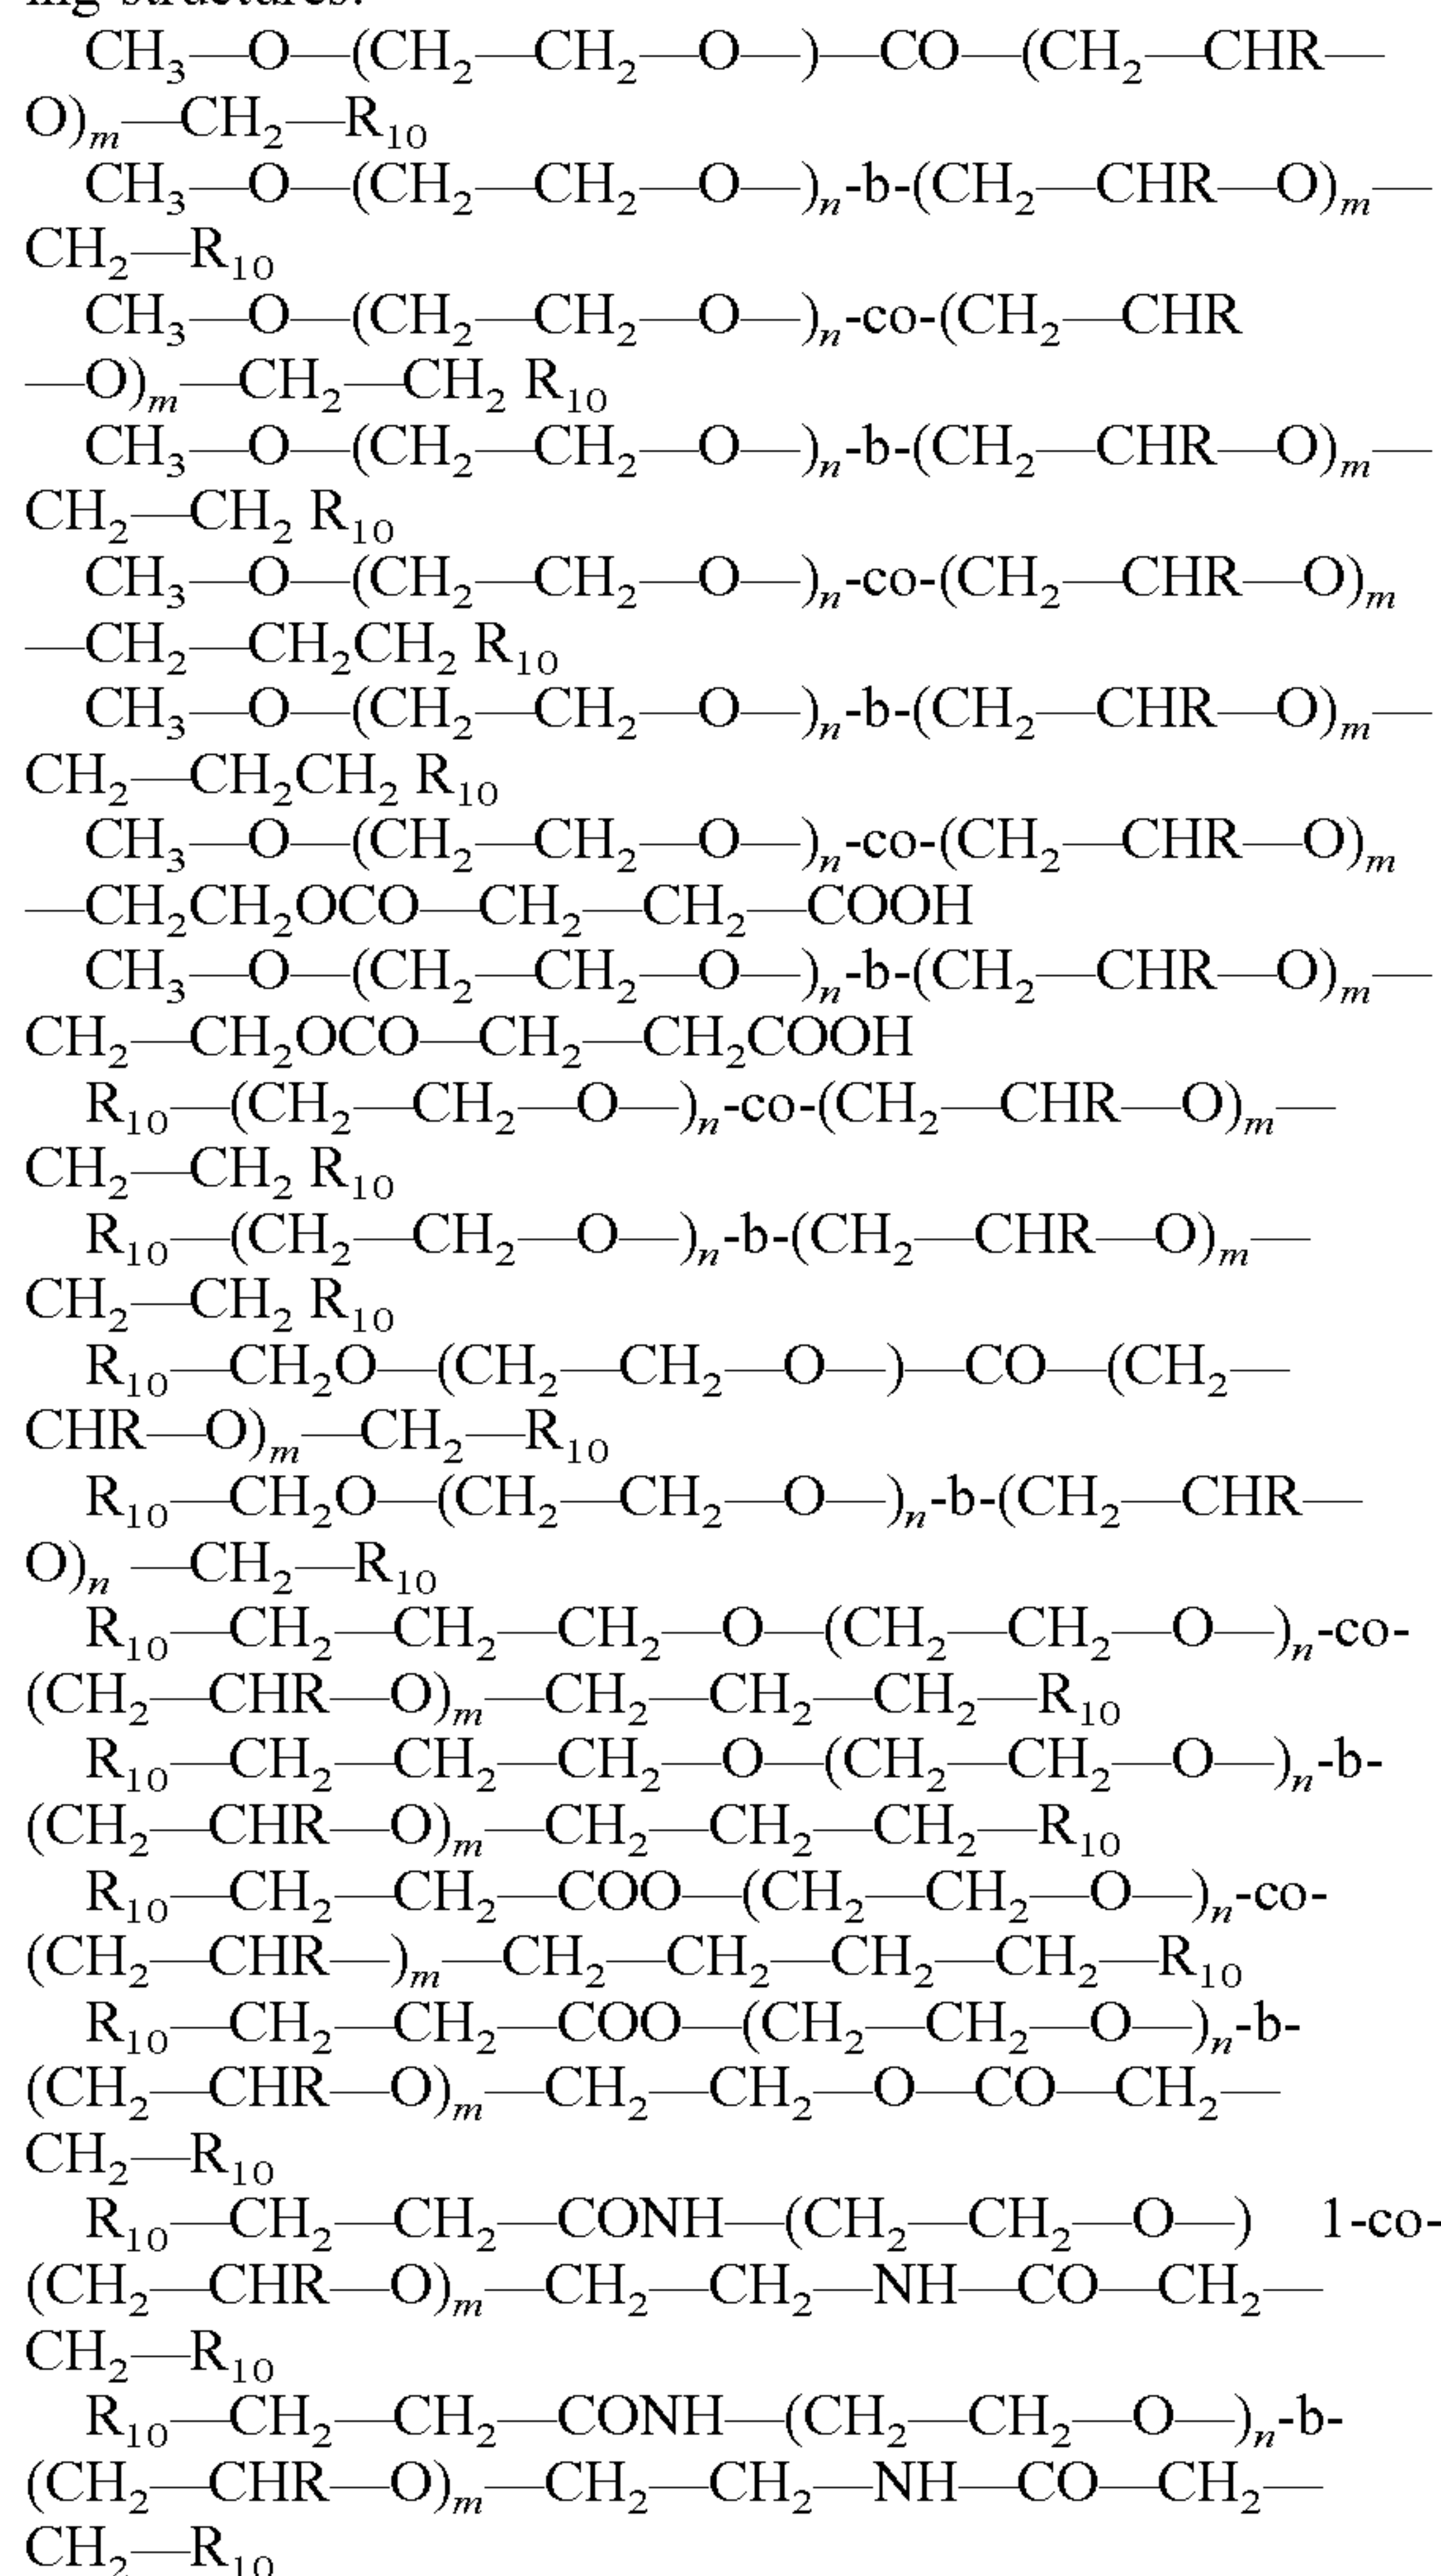 ing structures:
CH₃—O—(CH₂—CH₂—O—)—CO—(CH₂—CHR—
O)ₘ—CH₂—R₁₀
CH₃—O—(CH₂—CH₂—O—)ₙ-b-(CH₂—CHR—O)ₘ—
CH₂—R₁₀
CH₃—O—(CH₂—CH₂—O—)ₙ-co-(CH₂—CHR
—O)ₘ—CH₂—CH₂ R₁₀
CH₃—O—(CH₂—CH₂—O—)ₙ-b-(CH₂—CHR—O)ₘ—
CH₂—CH₂ R₁₀
CH₃—O—(CH₂—CH₂—O—)ₙ-co-(CH₂—CHR—O)ₘ
—CH₂—CH₂CH₂ R₁₀
CH₃—O—(CH₂—CH₂—O—)ₙ-b-(CH₂—CHR—O)ₘ—
CH₂—CH₂CH₂ R₁₀
CH₃—O—(CH₂—CH₂—O—)ₙ-co-(CH₂—CHR—O)ₘ
—CH₂CH₂OCO—CH₂—CH₂—COOH
CH₃—O—(CH₂—CH₂—O—)ₙ-b-(CH₂—CHR—O)ₘ—
CH₂—CH₂OCO—CH₂—CH₂COOH
R₁₀—(CH₂—CH₂—O—)ₙ-co-(CH₂—CHR—O)ₘ—
CH₂—CH₂ R₁₀
R₁₀—(CH₂—CH₂—O—)ₙ-b-(CH₂—CHR—O)ₘ—
CH₂—CH₂ R₁₀
R₁₀—CH₂O—(CH₂—CH₂—O—)—CO—(CH₂—
CHR—O)ₘ—CH₂—R₁₀
R₁₀—CH₂O—(CH₂—CH₂—O—)ₙ-b-(CH₂—CHR—
O)ₙ —CH₂—R₁₀
R₁₀—CH₂—CH₂—CH₂—O—(CH₂—CH₂—O—)ₙ-co-
(CH₂—CHR—O)ₘ—CH₂—CH₂—CH₂—R₁₀
R₁₀—CH₂—CH₂—CH₂—O—(CH₂—CH₂—O—)ₙ-b-
(CH₂—CHR—O)ₘ—CH₂—CH₂—CH₂—R₁₀
R₁₀—CH₂—CH₂—COO—(CH₂—CH₂—O—)ₙ-co-
(CH₂—CHR—)ₘ—CH₂—CH₂—CH₂—CH₂—R₁₀
R₁₀—CH₂—CH₂—COO—(CH₂—CH₂—O—)ₙ-b-
(CH₂—CHR—O)ₘ—CH₂—CH₂—O—CO—CH₂—
CH₂—R₁₀
R₁₀—CH₂—CH₂—CONH—(CH₂—CH₂—O—) 1-co-
(CH₂—CHR—O)ₘ—CH₂—CH₂—NH—CO—CH₂—
CH₂—R₁₀
R₁₀—CH₂—CH₂—CONH—(CH₂—CH₂—O—)ₙ-b-
(CH₂—CHR—O)ₘ—CH₂—CH₂—NH—CO—CH₂—
CH₂—R₁₀